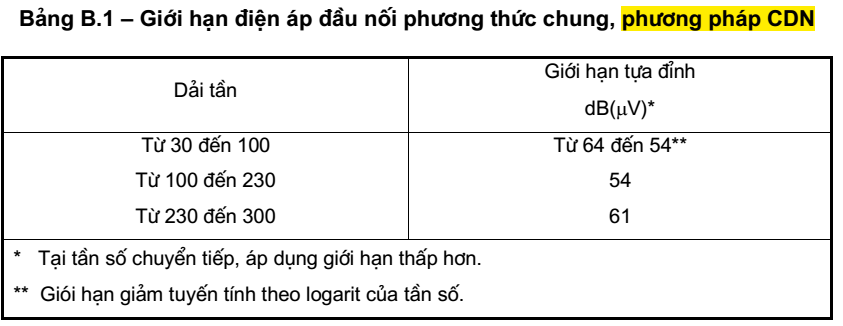 Bảng B.1 – Giới hạn điện áp đầu nối phương thức chung, phương pháp CDN
Dải tần
Giới hạn tựa đỉnh
dB(μV)*
Từ 30 đến 100
Từ 64 đến 54**
Từ 100 đến 230
54
Từ 230 đến 300
61
* Tại tần số chuyển tiếp, áp dụng giới hạn thấp hơn.
** Giói hạn giảm tuyến tính theo logarit của tần số.